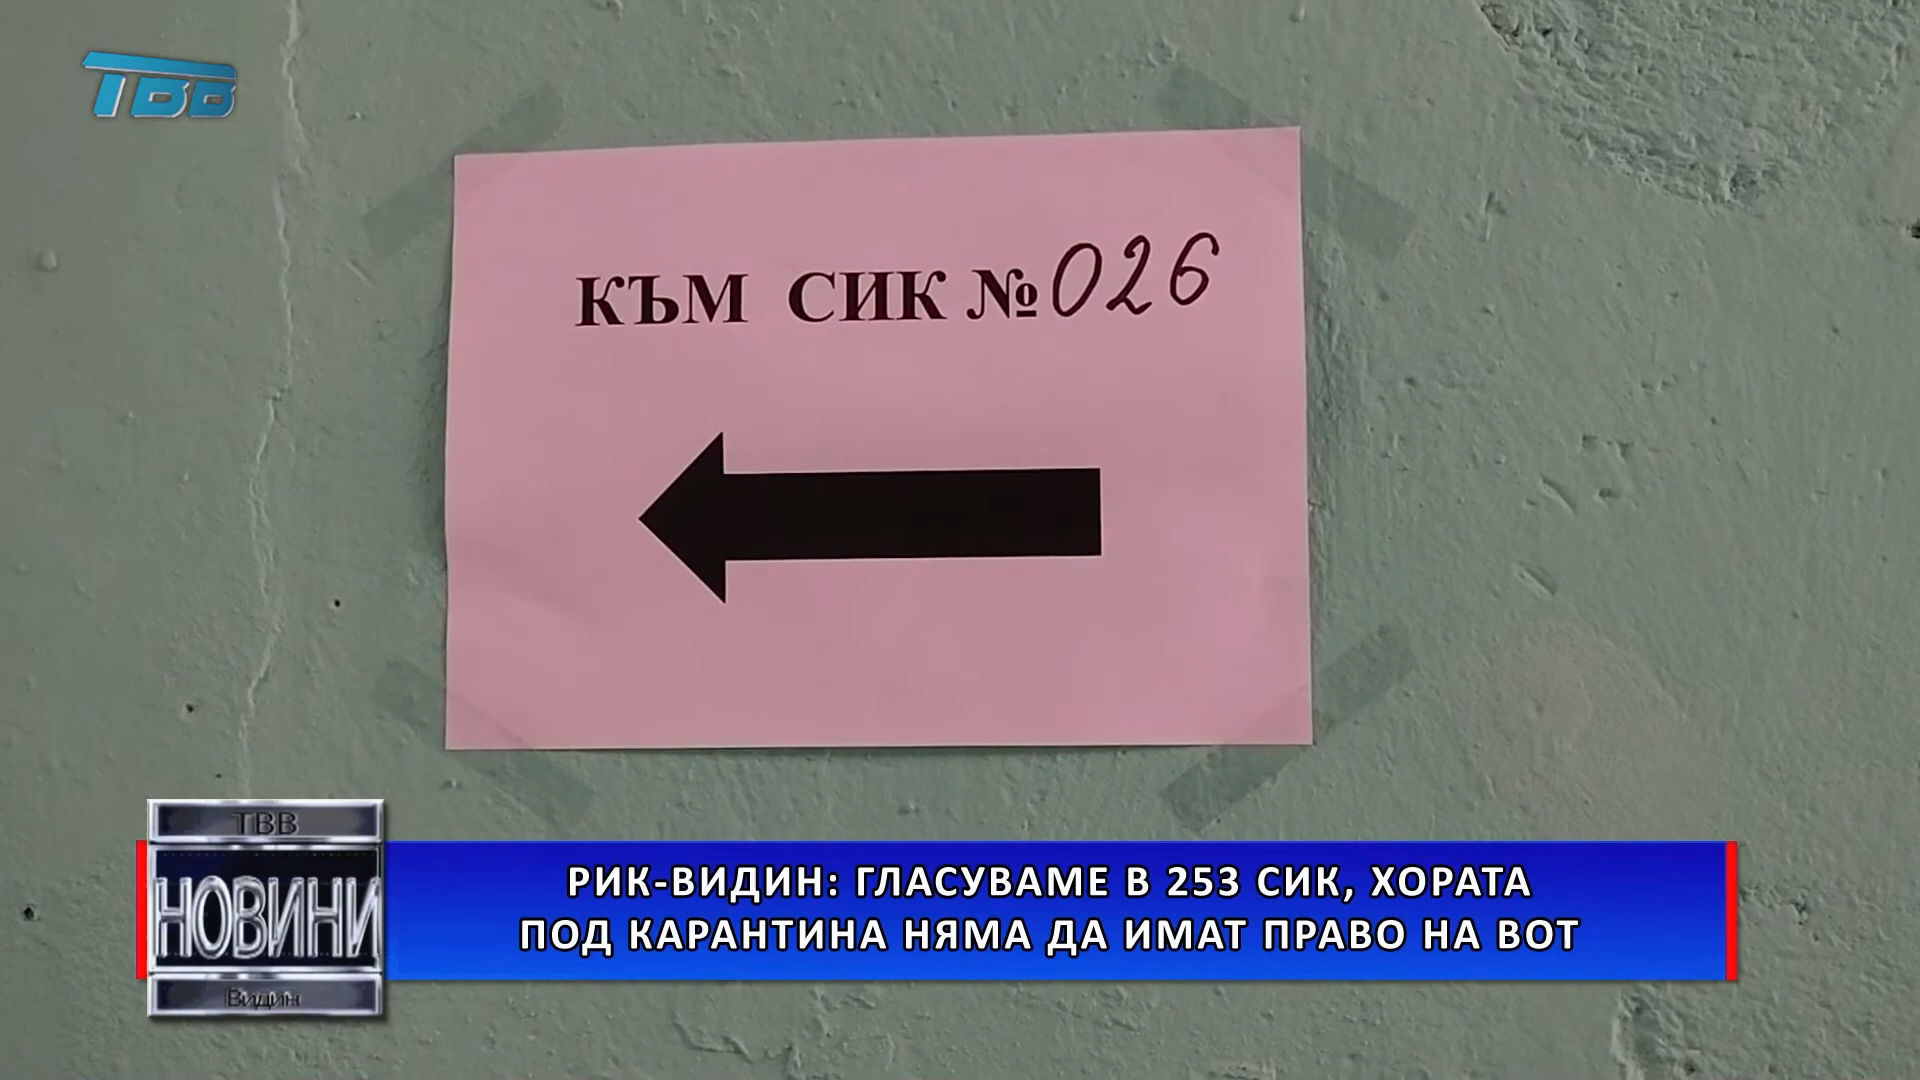 ТВВ
КЪМ СИК №026
ТВВ
НОВИНИ
Видин
РИК-ВИДИН: ГЛАСУВАМЕ В 253 СИК, ХОРАТА
ПОД КАРАНТИНА НЯМА ДА ИМАТ ПРАВО НА ВОТ